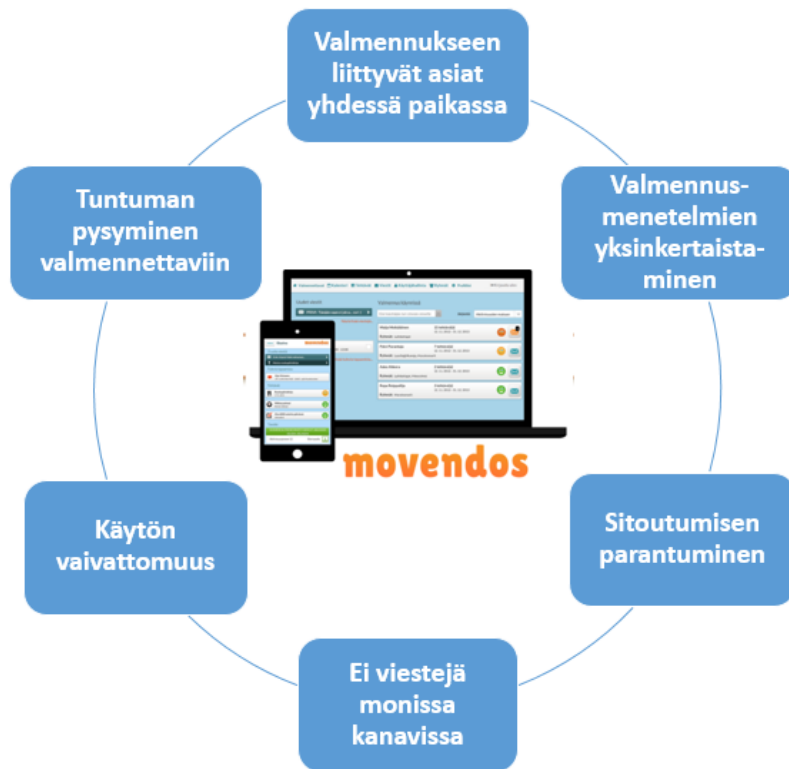 Valmennukseen
liittyvät asiat
yhdessä paikassa
Valmennus-
menetelmien
yksinkertaista-
minen
Sitoutumisen
parantuminen
Ei viestejä
monissa
kanavissa
Käytön
vaivattomuus
Tuntuman
pysyminen
valmennettaviin
movendos